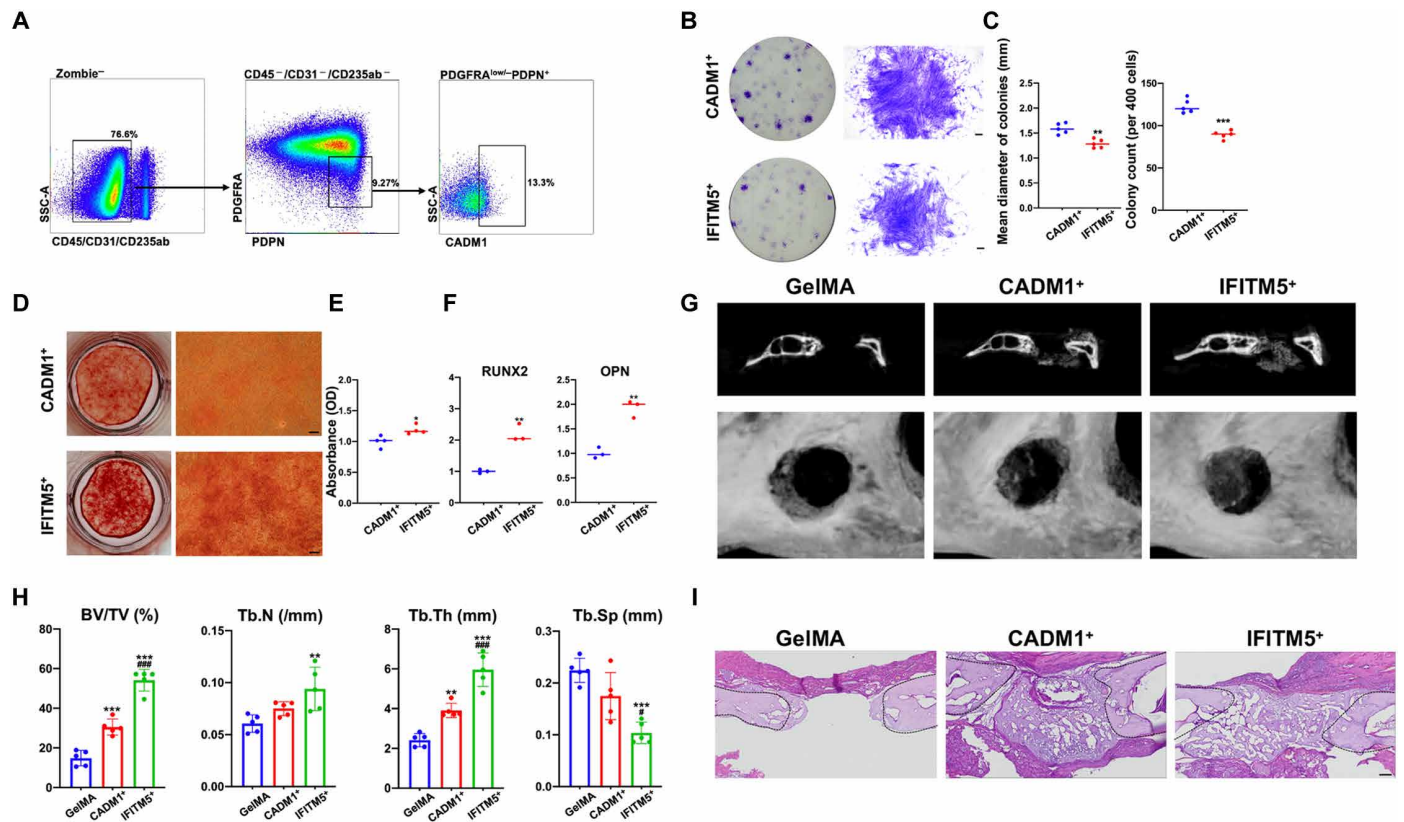 A
Zombie⁻
76.6%
SSC-A
CD45/CD31/CD235ab
CD45⁻/CD31⁻/CD235ab⁻
9.27%
PDGFRA
PDPN
PDGFRAˡᵒʷ/⁻PDPN⁺
13.3%
SSC-A
CADM1
B
CADM1⁺
IFITM5⁺
C
Mean diameter of colonies (mm)
2.5
2.0
1.5
1.0
0.5
0.0
**
CADM1⁺
IFITM5⁺
Colony count (per 400 cells)
150
100
50
0
***
CADM1⁺
IFITM5⁺
D
CADM1⁺
IFITM5⁺
E
Absorbance (OD)
2.0
1.5
1.0
0.5
0.0
*
CADM1⁺
IFITM5⁺
F
RUNX2
4
3
2
1
0
**
CADM1⁺
IFITM5⁺
OPN
2.5
2.0
1.5
1.0
0.5
0.0
**
CADM1⁺
IFITM5⁺
G
GelMA
CADM1⁺
IFITM5⁺
H
BV/TV (%)
80
60
40
20
0
***
***
###
GelMA
CADM1⁺
IFITM5⁺
Tb.N (/mm)
0.15
0.10
0.05
0.00
**
GelMA
CADM1⁺
IFITM5⁺
Tb.Th (mm)
8
6
4
2
0
**
***
###
GelMA
CADM1⁺
IFITM5⁺
Tb.Sp (mm)
0.3
0.2
0.1
0.0
***
#
GelMA
CADM1⁺
IFITM5⁺
I
GelMA
CADM1⁺
IFITM5⁺